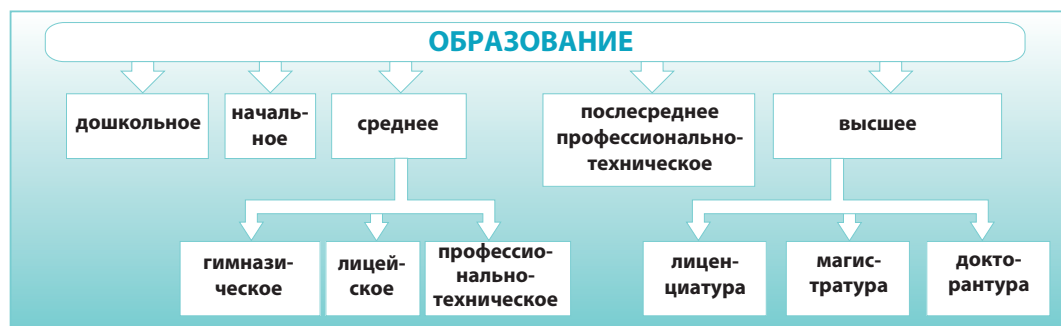 ОБРАЗОВАНИЕ
дошкольное
началь-
ное
среднее
послесреднее
профессионально-
техническое
высшее
гимнази-
ческое
лицей-
ское
профессио-
нально-
техническое
лицен-
циатура
магис-
тратура
докто-
рантура